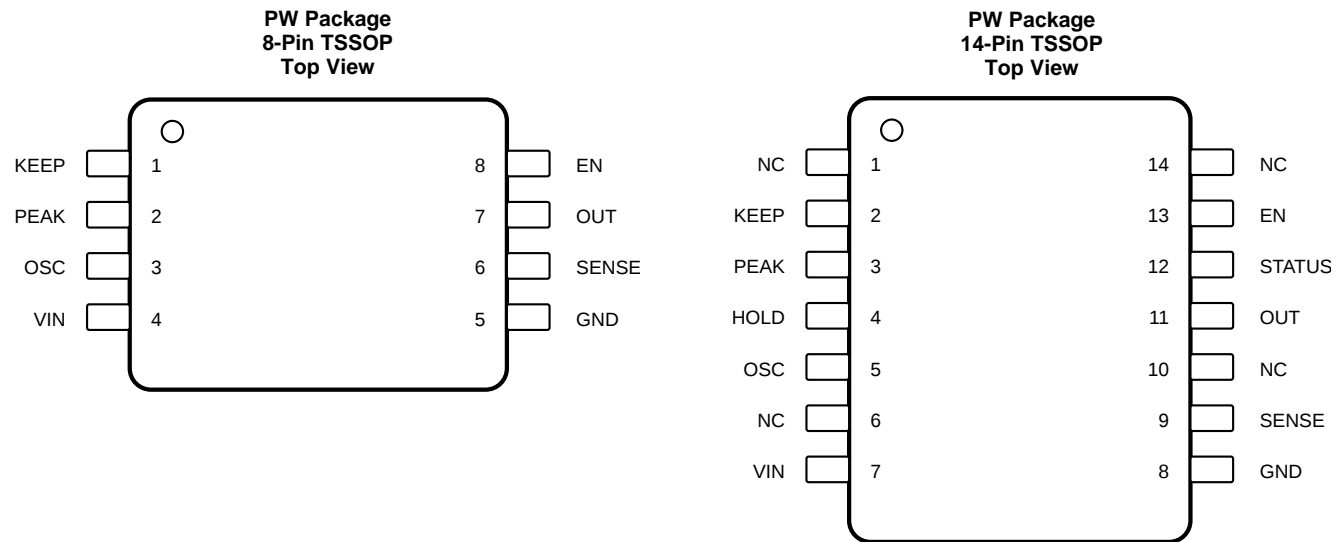 PW Package
8-Pin TSSOP
Top View
KEEP 1 8 EN
PEAK 2 7 OUT
OSC 3 6 SENSE
VIN 4 5 GND
PW Package
14-Pin TSSOP
Top View
NC 1 14 NC
KEEP 2 13 EN
PEAK 3 12 STATUS
HOLD 4 11 OUT
OSC 5 10 NC
NC 6 9 SENSE
VIN 7 8 GND